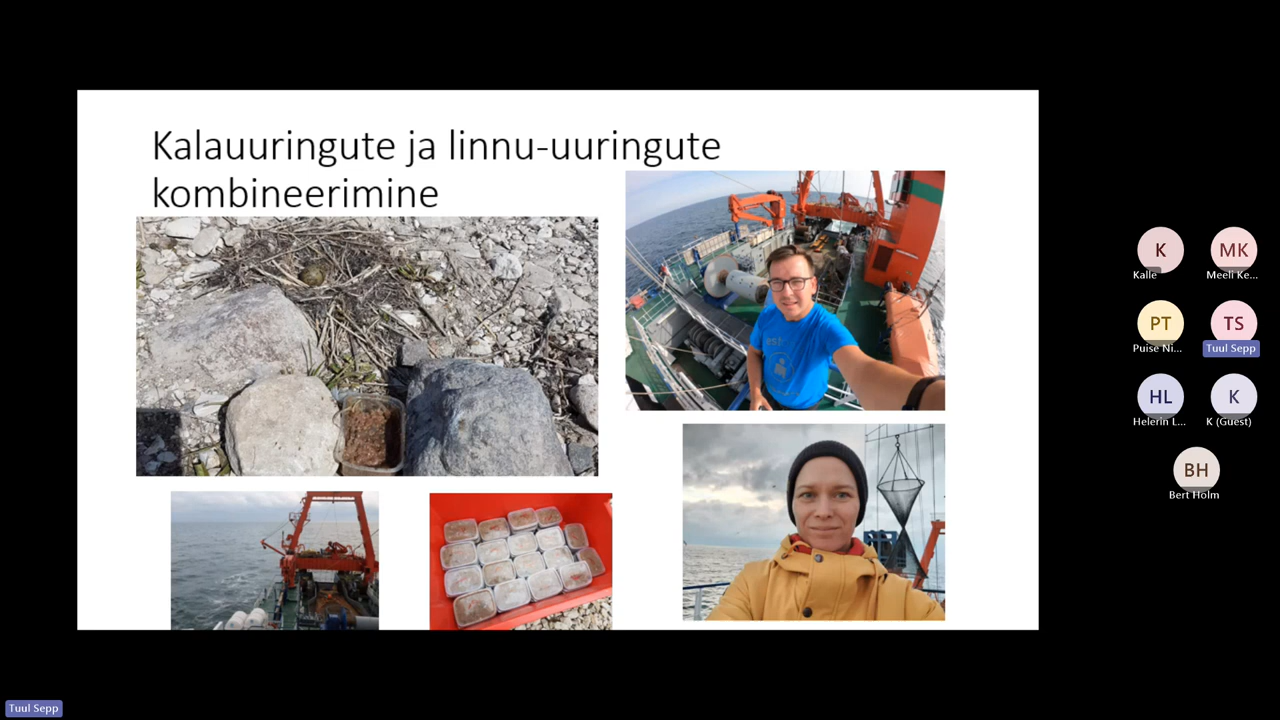 Kalauuringute ja linnu-uuringute
kombineerimine
K
Kalle
MK
Meeli Ke...
PT
Puise Ni...
TS
Tuul Sepp
HL
Helerin L...
K
K (Guest)
BH
Bert Holm
Tuul Sepp